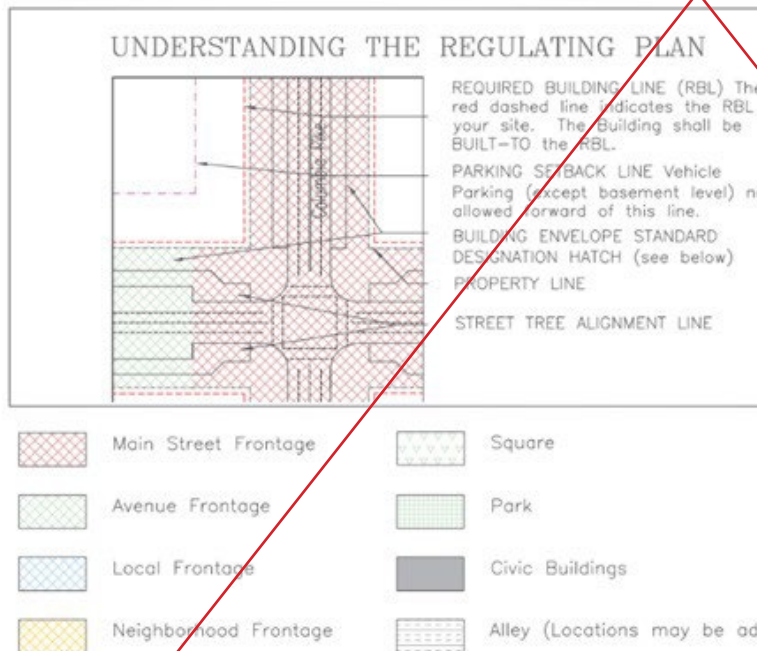 UNDERSTANDING THE REGULATING PLAN
REQUIRED BUILDING LINE (RBL) The
red dashed line indicates the RBL
your site. The Building shall be
BUILT-TO the RBL.
PARKING SETBACK LINE Vehicle
Parking (except basement level)
allowed forward of this line.
BUILDING ENVELOPE STANDARD
DESIGNATION HATCH (see below)
PROPERTY LINE
STREET TREE ALIGNMENT LINE
Columbia Pike
Main Street Frontage
Square
Avenue Frontage
Park
Local Frontage
Civic Buildings
Neighborhood Frontage
Alley (Locations may be